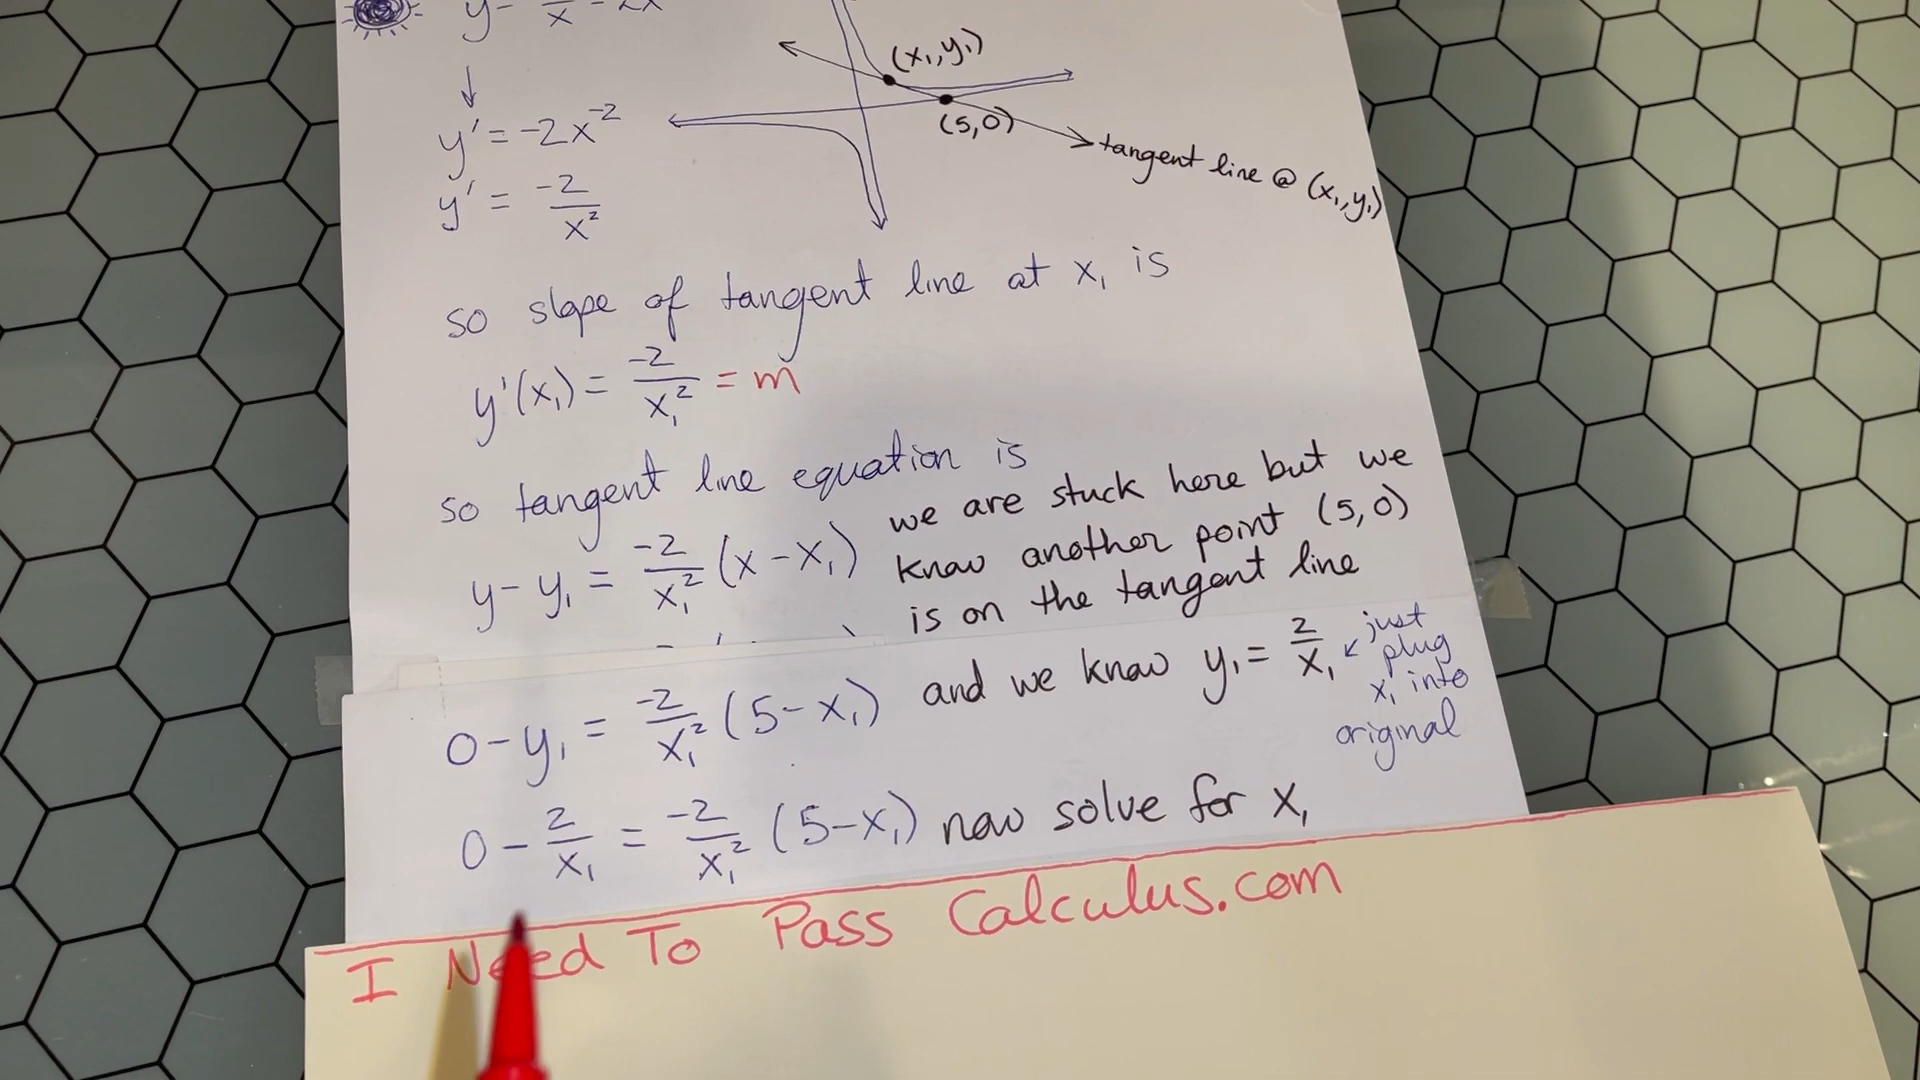 y = 2/x = 2x
(x₁, y₁)
y' = -2x⁻²
(5,0)
y' = -2/x²
tangent line @ (x₁, y₁)
so slope of tangent line at x₁ is
y'(x₁) = -2/x₁² = m
so tangent line equation is
y - y₁ = -2/x₁² (x - x₁)
we are stuck here but we
know another point (5,0)
is on the tangent line
0 - y₁ = -2/x₁² (5 - x₁) and we know y₁ = 2/x₁
just
plug
x₁ into
original
0 - 2/x₁ = -2/x₁² (5 - x₁) now solve for x₁
I Need To Pass Calculus.com